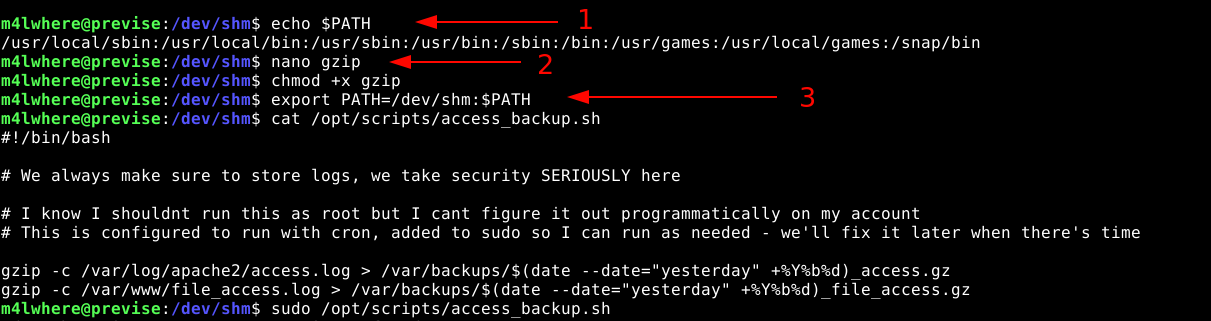 m4lwhere@previse:/dev/shm$ echo $PATH 1
/usr/local/sbin:/usr/local/bin:/usr/sbin:/usr/bin:/sbin:/bin:/usr/games:/usr/local/games:/snap/bin
m4lwhere@previse:/dev/shm$ nano gzip 2
m4lwhere@previse:/dev/shm$ chmod +x gzip
m4lwhere@previse:/dev/shm$ export PATH=/dev/shm:$PATH 3
m4lwhere@previse:/dev/shm$ cat /opt/scripts/access_backup.sh
#!/bin/bash
# We always make sure to store logs, we take security SERIOUSLY here
# I know I shouldnt run this as root but I cant figure it out programmatically on my account
# This is configured to run with cron, added to sudo so I can run as needed - we'll fix it later when there's time
gzip -c /var/log/apache2/access.log > /var/backups/$(date --date="yesterday" +%Y%b%d)_access.gz
gzip -c /var/www/file_access.log > /var/backups/$(date --date="yesterday" +%Y%b%d)_file_access.gz
m4lwhere@previse:/dev/shm$ sudo /opt/scripts/access_backup.sh